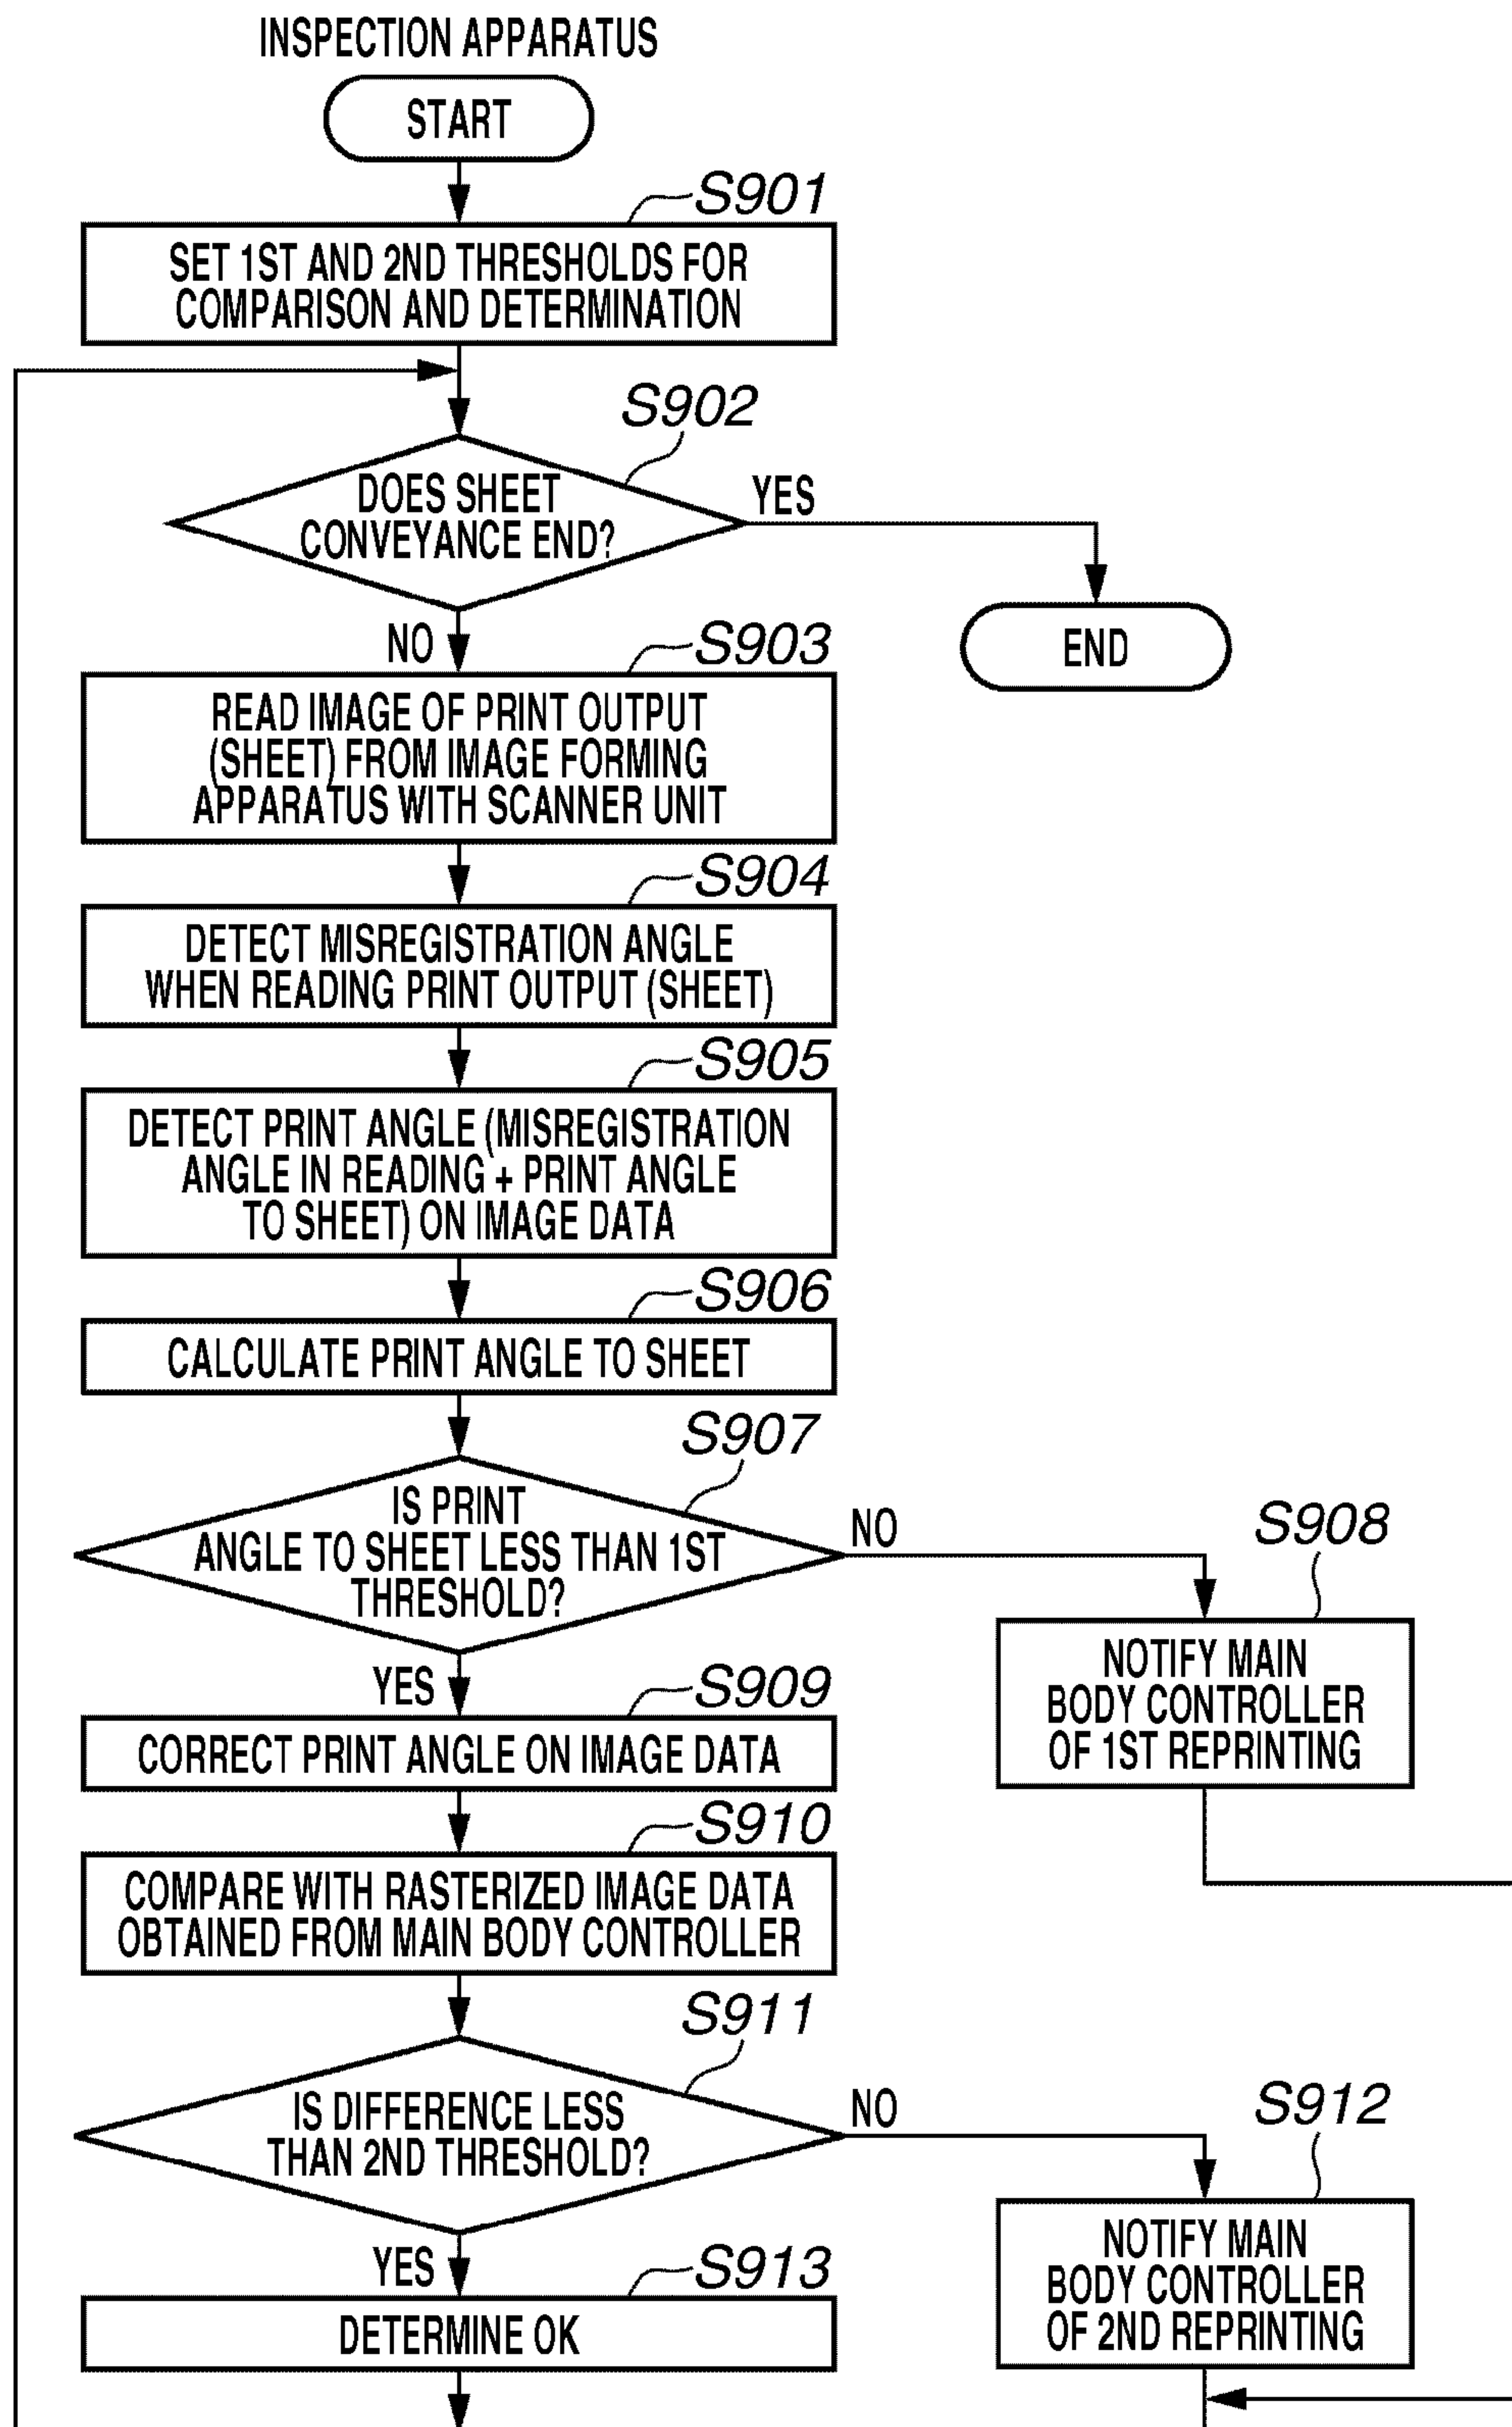 INSPECTION APPARATUS
START
S901
SET 1ST AND 2ND THRESHOLDS FOR
COMPARISON AND DETERMINATION
S902
DOES SHEET
CONVEYANCE END?
YES
END
NO
S903
READ IMAGE OF PRINT OUTPUT
(SHEET) FROM IMAGE FORMING
APPARATUS WITH SCANNER UNIT
S904
DETECT MISREGISTRATION ANGLE
WHEN READING PRINT OUTPUT (SHEET)
S905
DETECT PRINT ANGLE (MISREGISTRATION
ANGLE IN READING + PRINT ANGLE
TO SHEET) ON IMAGE DATA
S906
CALCULATE PRINT ANGLE TO SHEET
S907
IS PRINT
ANGLE TO SHEET LESS THAN 1ST
THRESHOLD?
NO
S908
NOTIFY MAIN
BODY CONTROLLER
OF 1ST REPRINTING
YES
S909
CORRECT PRINT ANGLE ON IMAGE DATA
S910
COMPARE WITH RASTERIZED IMAGE DATA
OBTAINED FROM MAIN BODY CONTROLLER
S911
IS DIFFERENCE LESS
THAN 2ND THRESHOLD?
NO
S912
NOTIFY MAIN
BODY CONTROLLER
OF 2ND REPRINTING
YES
S913
DETERMINE OK